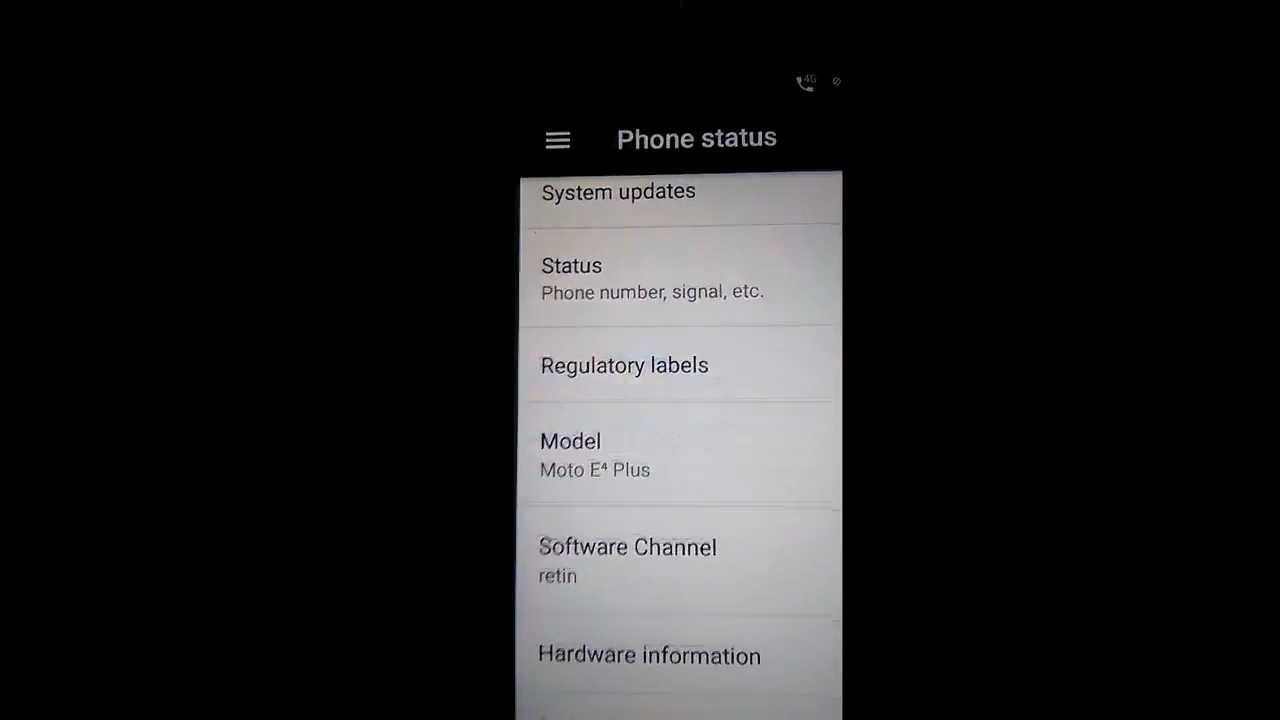 4G
Phone status
System updates
Status
Phone number, signal, etc.
Regulatory labels
Model
Moto E⁴ Plus
Software Channel
retin
Hardware information